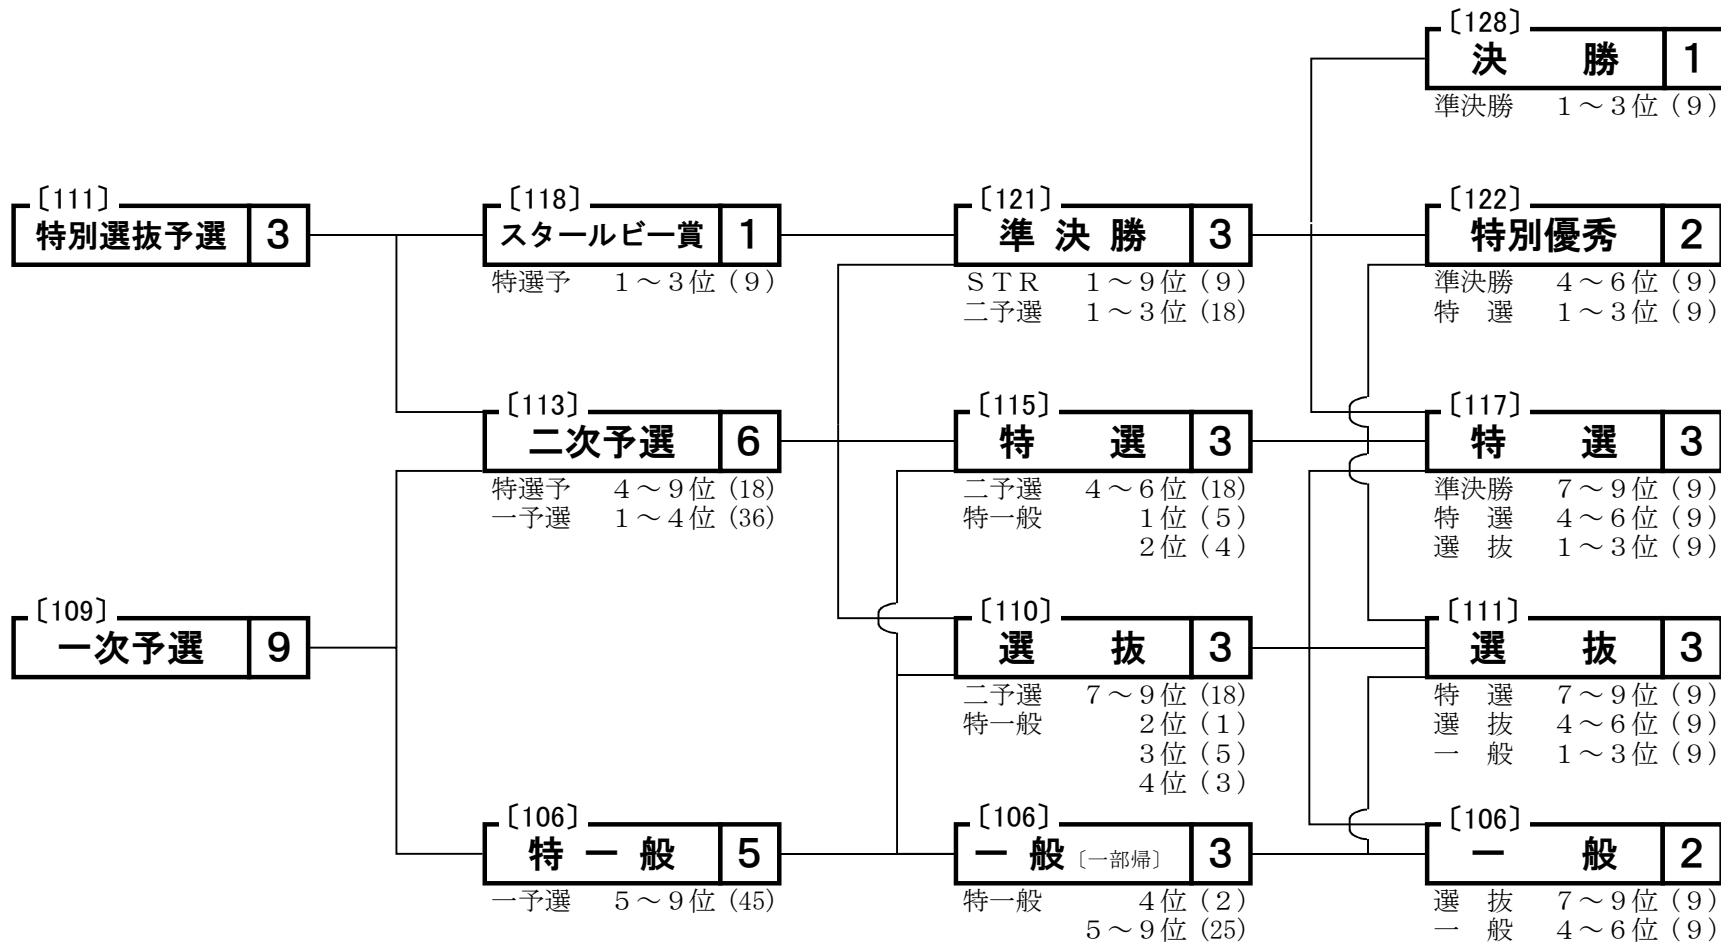 〔111〕
特別選抜予選 3
〔109〕
一次予選 9
〔118〕
スタールビー賞 1
特選予 1～3位 (9)
〔113〕
二次予選 6
特選予 4～9位 (18)
一予選 1～4位 (36)
〔106〕
特一般 5
一予選 5～9位 (45)
〔121〕
準決勝 3
STR 1～9位 (9)
二予選 1～3位 (18)
〔115〕
特選 3
二予選 4～6位 (18)
特一般 1位 (5)
2位 (4)
〔110〕
選抜 3
二予選 7～9位 (18)
特一般 2位 (1)
3位 (5)
4位 (3)
〔106〕
一般〔一部帰〕 3
特一般 4位 (2)
5～9位 (25)
〔128〕
決勝 1
準決勝 1～3位 (9)
〔122〕
特別優秀 2
準決勝 4～6位 (9)
特選 1～3位 (9)
〔117〕
特選 3
準決勝 7～9位 (9)
特選 4～6位 (9)
選抜 1～3位 (9)
〔111〕
選抜 3
特選 7～9位 (9)
選抜 4～6位 (9)
一般 1～3位 (9)
〔106〕
一般 2
選抜 7～9位 (9)
一般 4～6位 (9)